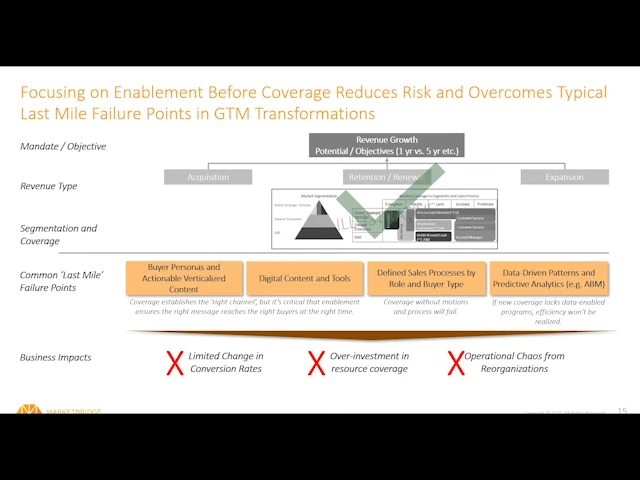 Focusing on Enablement Before Coverage Reduces Risk and Overcomes Typical
Last Mile Failure Points in GTM Transformations
Mandate / Objective
Revenue Growth
Potential / Objectives (1 yr vs. 5 yr etc.)
Revenue Type
Acquisition
Retention / Renewal
Expansion
Segmentation and
Coverage
Market Segmentation
Common ‘Last Mile’
Failure Points
Buyer Personas and
Actionable Verticalized
Content
Digital Content and Tools
Defined Sales Processes by
Role and Buyer Type
Data-Driven Patterns and
Predictive Analytics (e.g. ABM)
Coverage establishes the ‘right channel’, but it’s critical that enablement
ensures the right message reaches the right buyers at the right time.
Coverage without motions
and process will fail.
If new coverage lacks data-enabled
programs, efficiency won’t be
realized.
Business Impacts
X Limited Change in
Conversion Rates
X Over-investment in
resource coverage
X Operational Chaos from
Reorganizations
MARKETBRIDGE
15